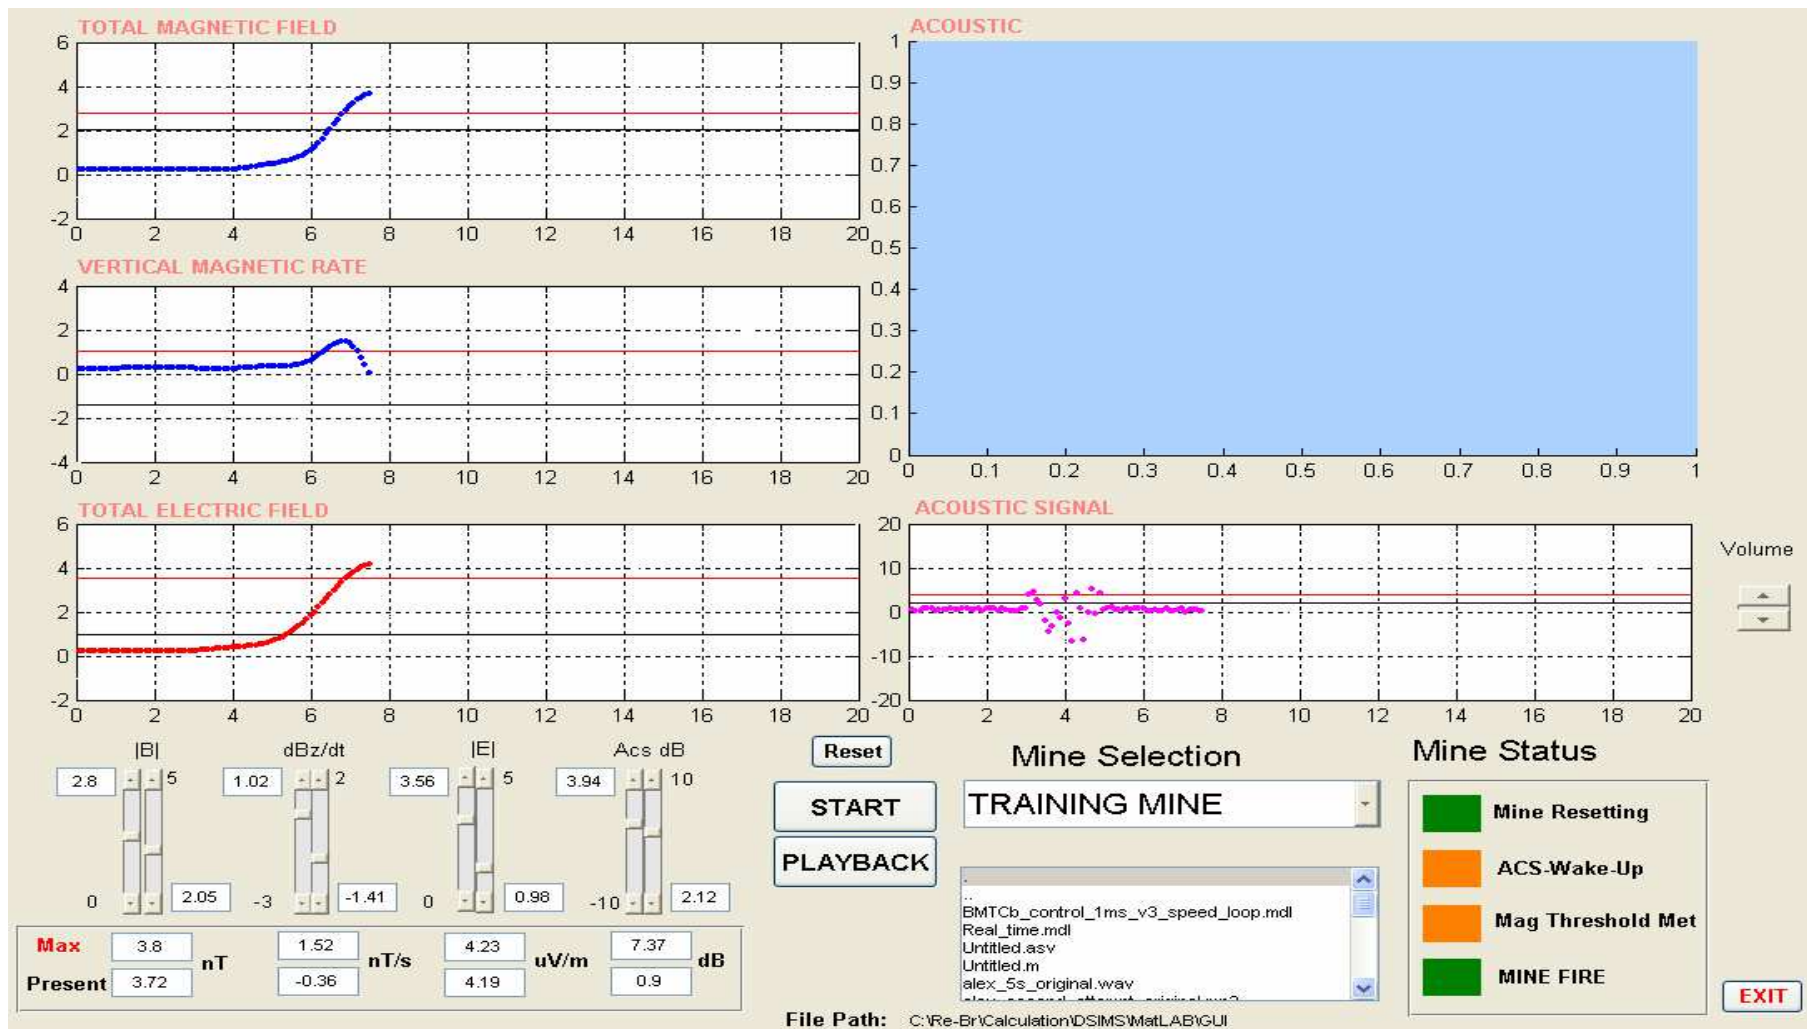 TOTAL MAGNETIC FIELD
6
4
2
0
-2
0 2 4 6 8 10 12 14 16 18 20
VERTICAL MAGNETIC RATE
4
2
0
-2
-4
0 2 4 6 8 10 12 14 16 18 20
TOTAL ELECTRIC FIELD
6
4
2
0
-2
0 2 4 6 8 10 12 14 16 18 20
ACOUSTIC
1
0.9
0.8
0.7
0.6
0.5
0.4
0.3
0.2
0.1
0
0 0.1 0.2 0.3 0.4 0.5 0.6 0.7 0.8 0.9 1
ACOUSTIC SIGNAL
20
10
0
-10
-20
0 2 4 6 8 10 12 14 16 18 20
Volume
|B| dBz/dt |E| Acs dB
2.8 5 1.02 2 3.56 5 3.94 10
0 2.05 -3 -1.41 0 0.98 -10 2.12
Max 3.8 1.52 4.23 7.37
nT nT/s uV/m dB
Present 3.72 -0.36 4.19 0.9
Reset
START
PLAYBACK
Mine Selection
TRAINING MINE
.
..
BMTCb_control_1ms_v3_speed_loop.mdl
Real_time.mdl
Untitled.asv
Untitled.m
alex_5s_original.wav
File Path: C:\Re-Br\Calculation\DSIMS\MatLAB\GUI
Mine Status
Mine Resetting
ACS-Wake-Up
Mag Threshold Met
MINE FIRE
EXIT